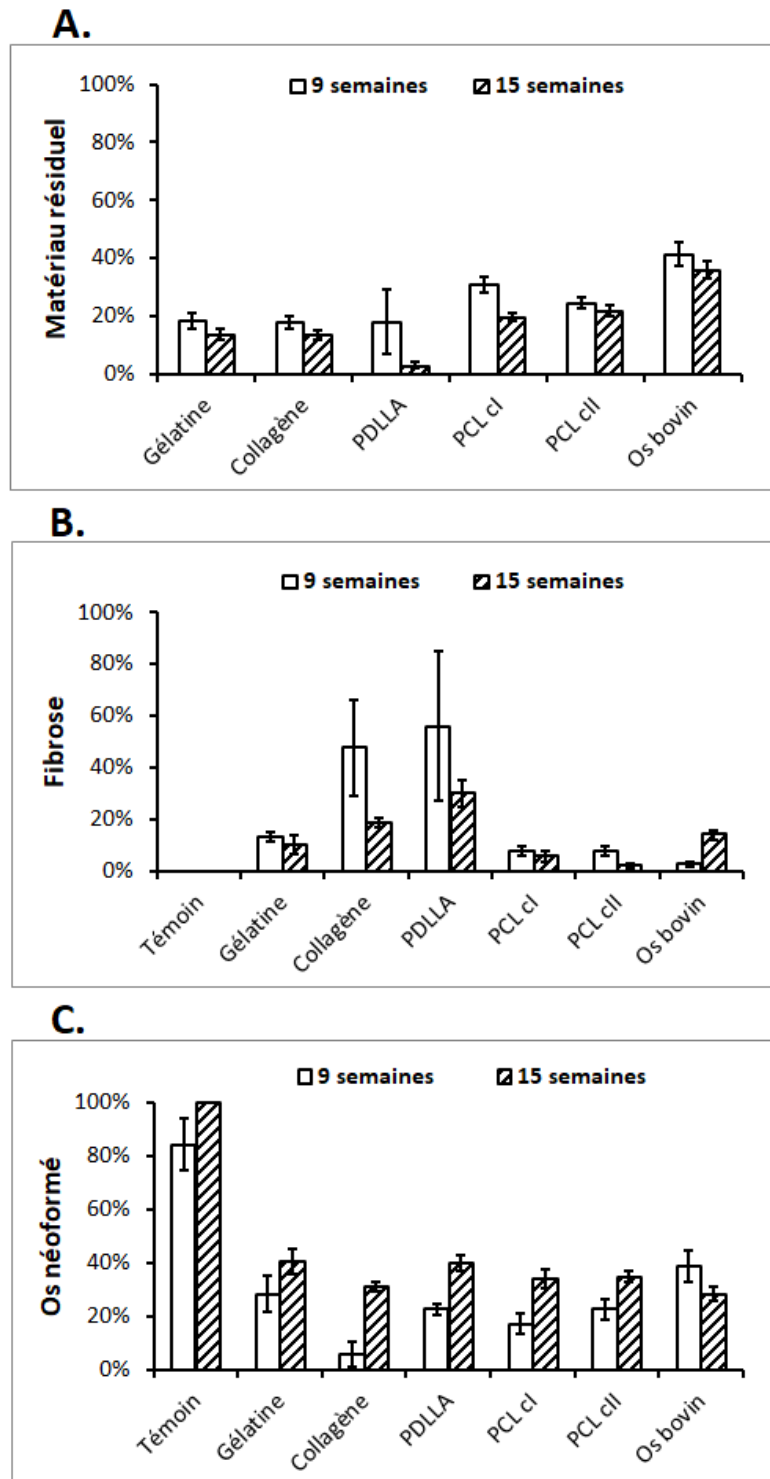 A.
9 semaines 15 semaines
100%
80%
60%
40%
20%
0%
Matériau résiduel
Gélatine
Collagène
PDLLA
PCL cI
PCL cII
Os bovin
B.
9 semaines 15 semaines
100%
80%
60%
40%
20%
0%
Fibrose
Témoin
Gélatine
Collagène
PDLLA
PCL cI
PCL cII
Os bovin
C.
9 semaines 15 semaines
100%
80%
60%
40%
20%
0%
Os néoformé
Témoin
Gélatine
Collagène
PDLLA
PCL cI
PCL cII
Os bovin